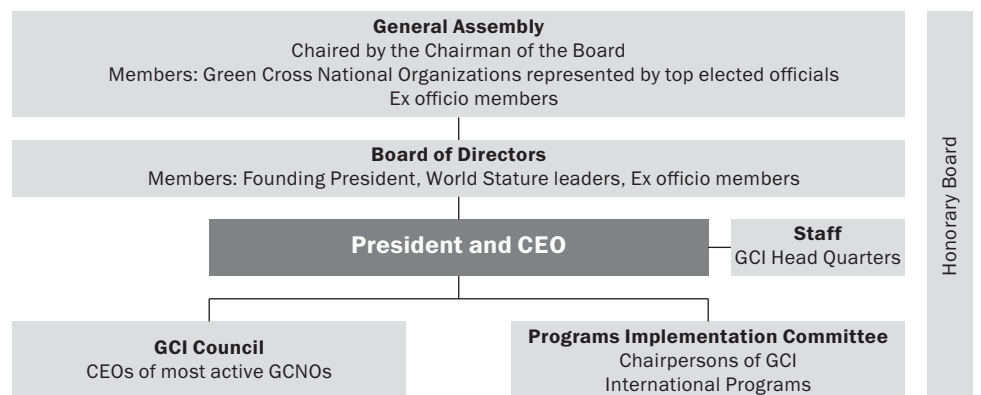 General Assembly
Chaired by the Chairman of the Board
Members: Green Cross National Organizations represented by top elected officials
Ex officio members
Board of Directors
Members: Founding President, World Stature leaders, Ex officio members
President and CEO
Staff
GCI Head Quarters
GCI Council
CEOs of most active GCNOs
Programs Implementation Committee
Chairpersons of GCI
International Programs
Honorary Board